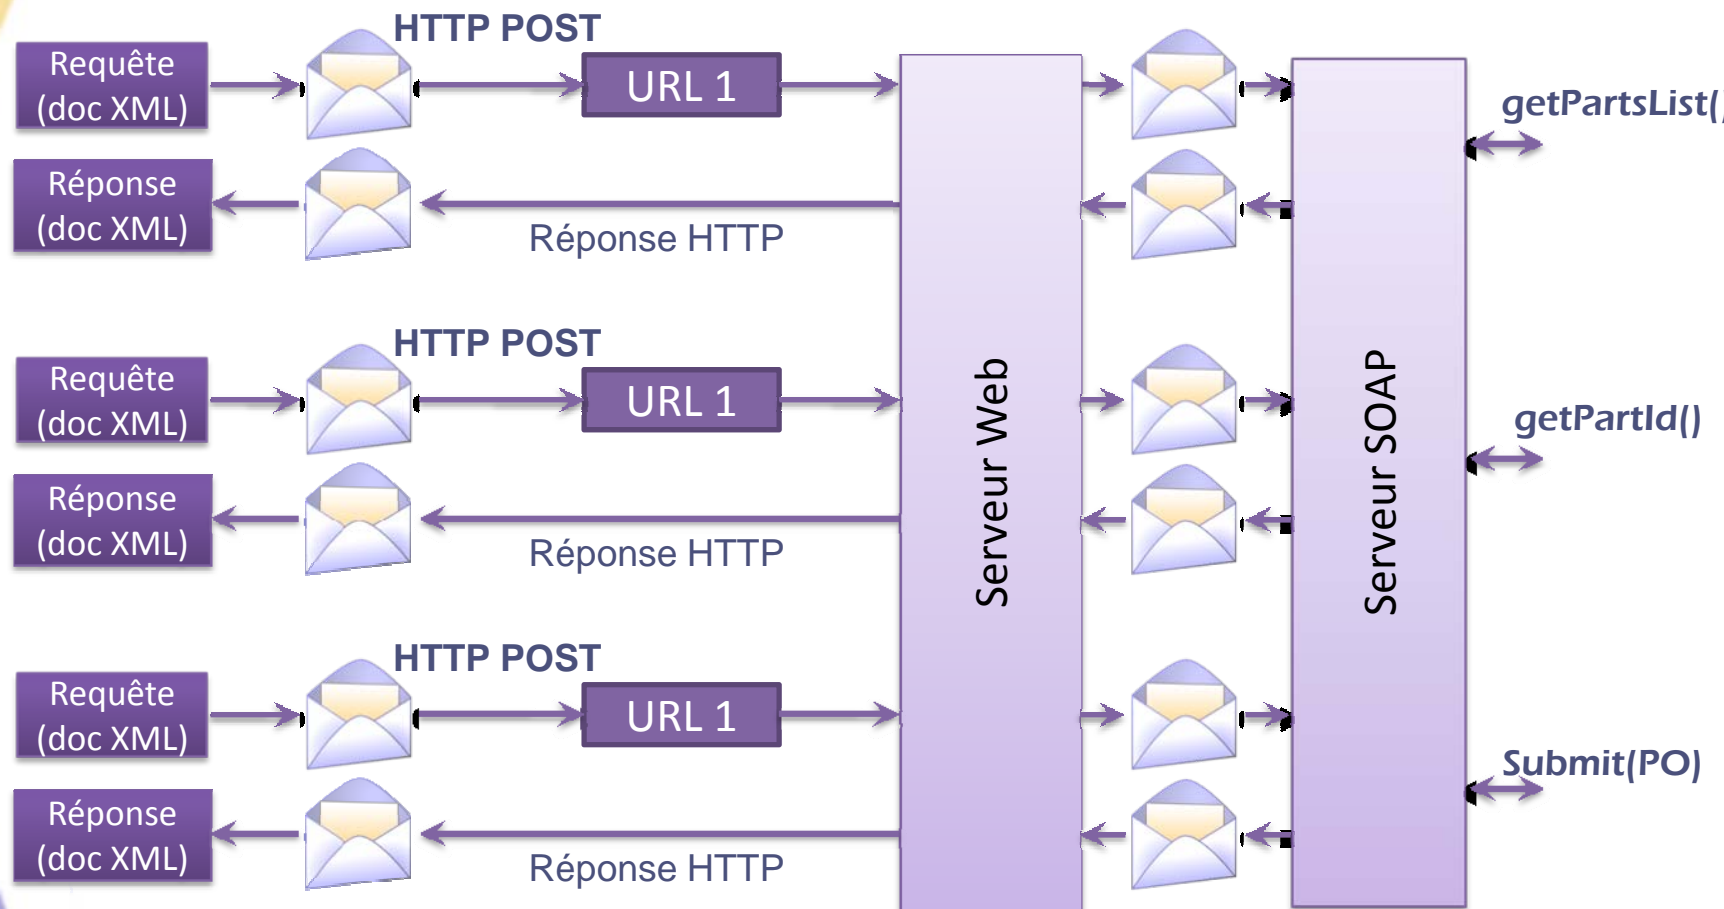 HTTP POST
Requête
(doc XML)
URL 1
getPartsList()
Réponse
(doc XML)
Réponse HTTP
HTTP POST
Requête
(doc XML)
URL 1
getPartId()
Réponse
(doc XML)
Réponse HTTP
Serveur Web
Serveur SOAP
HTTP POST
Requête
(doc XML)
URL 1
Submit(PO)
Réponse
(doc XML)
Réponse HTTP